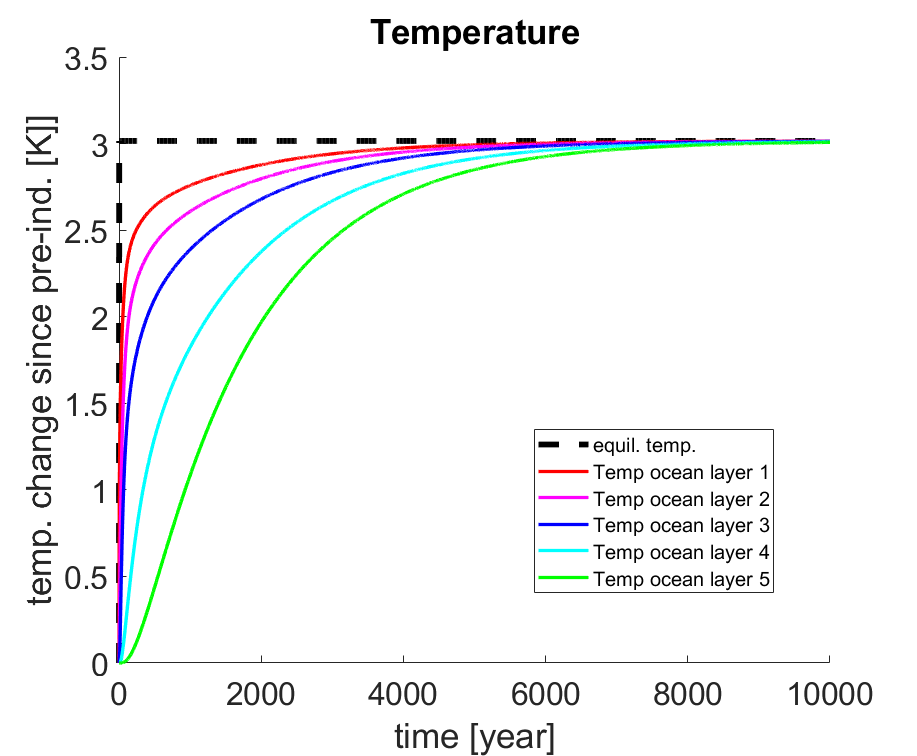 Temperature
temp. change since pre-ind. [K]]
3.5
3
2.5
2
1.5
1
0.5
0
0 2000 4000 6000 8000 10000
time [year]
equil. temp.
Temp ocean layer 1
Temp ocean layer 2
Temp ocean layer 3
Temp ocean layer 4
Temp ocean layer 5